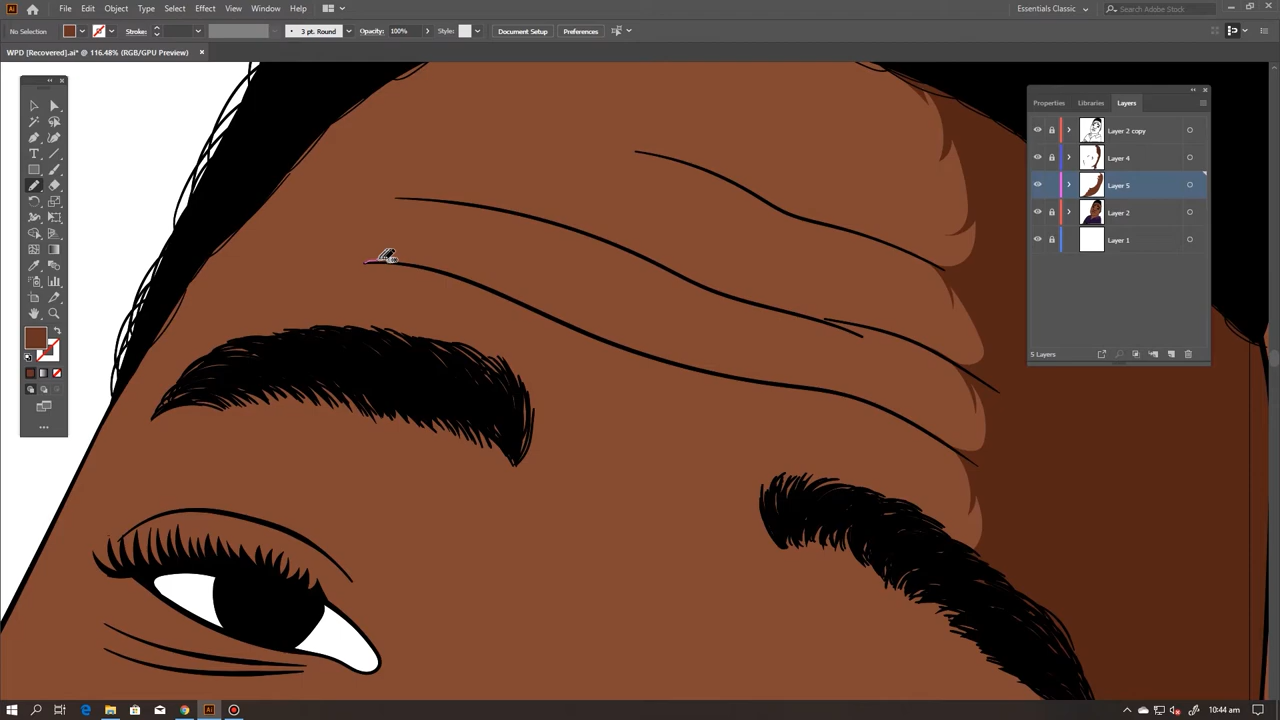 Ai File Edit Object Type Select Effect View Window Help Essentials Classic Search Adobe Stock
No Selection Stroke: 3 pt. Round Opacity: 100% Style: Document Setup Preferences
WPD [Recovered].ai* @ 116.48% (RGB/GPU Preview)
Properties Libraries Layers
Layer 2 copy
Layer 4
Layer 5
Layer 2
Layer 1
5 Layers
Ai 10:44 am